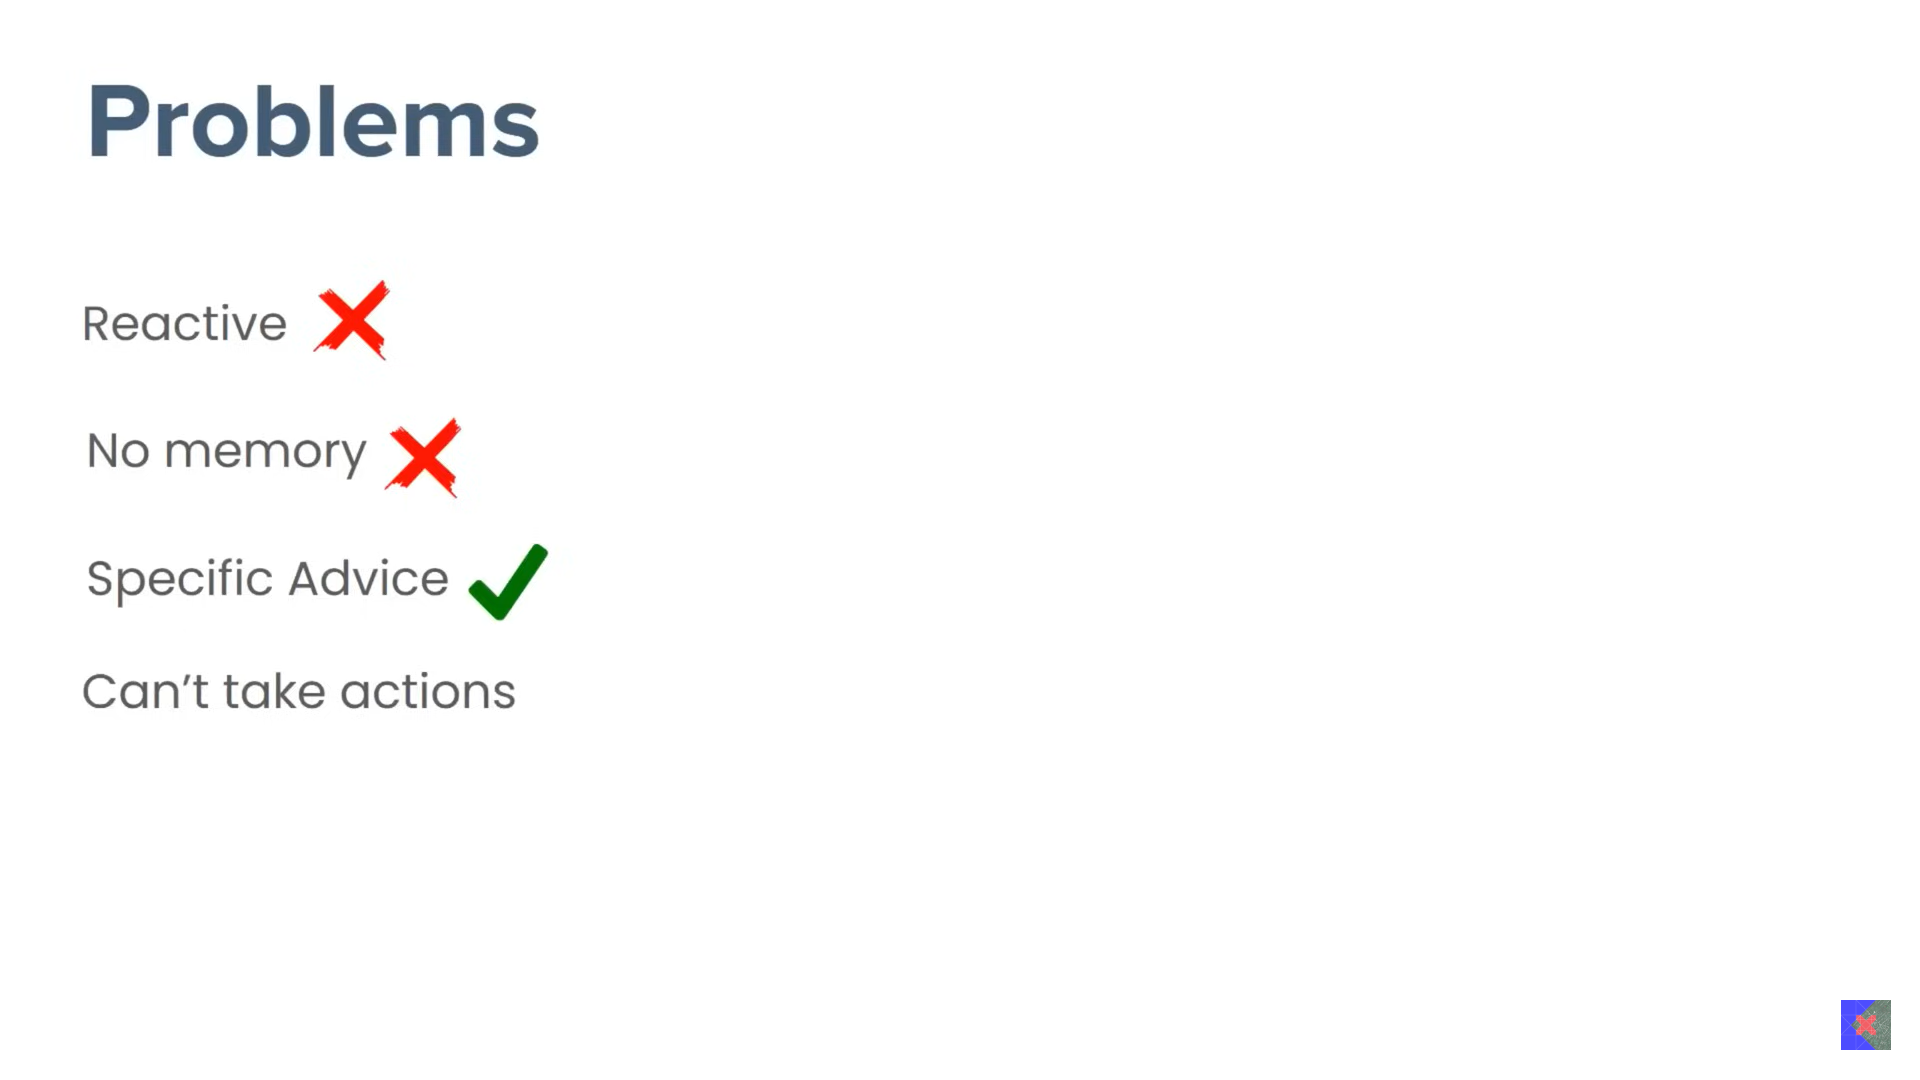 Problems
Reactive
No memory
Specific Advice
Can’t take actions